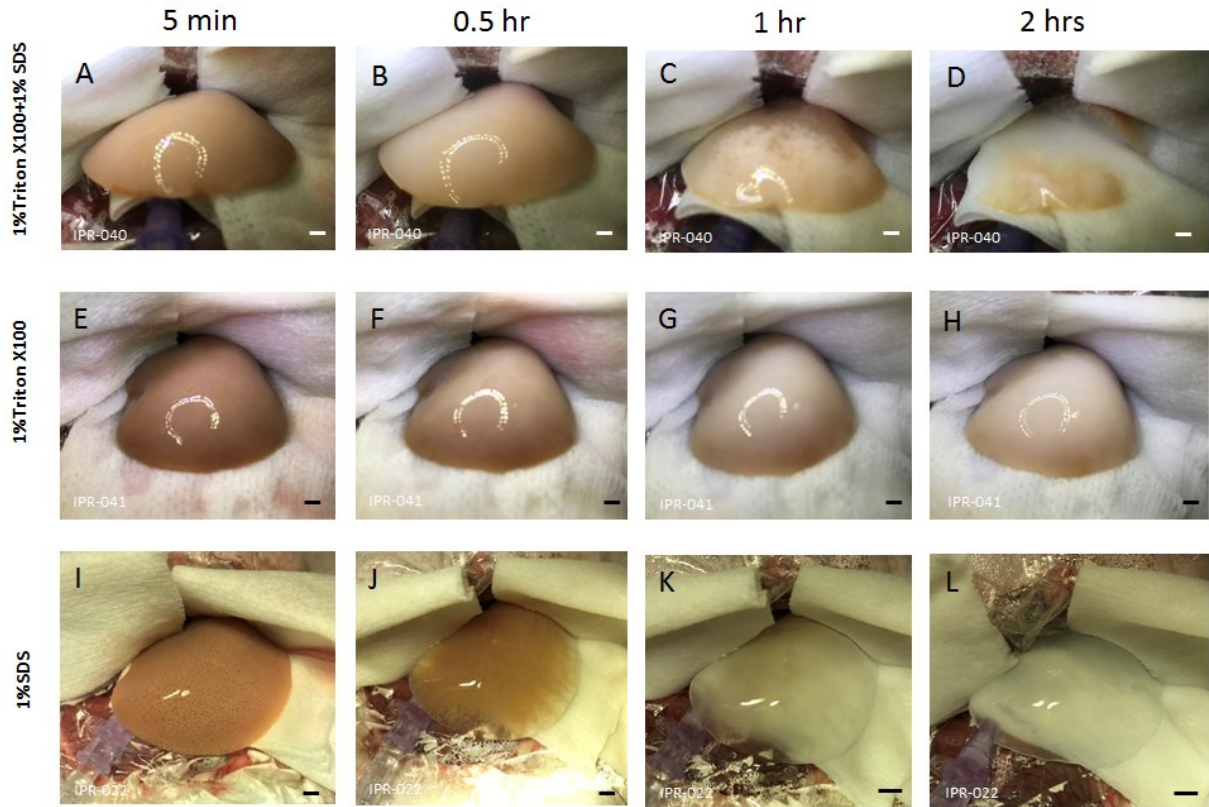 5 min 0.5 hr 1 hr 2 hrs
1%Triton X100+1% SDS
A B C D
IPR-040 IPR-040 IPR-040 IPR-040
1%Triton X100
E F G H
IPR-041 IPR-041 IPR-041 IPR-041
1%SDS
I J K L
IPR-022 IPR-022 IPR-022 IPR-022